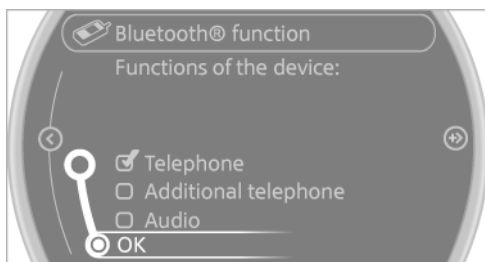 Bluetooth® function
Functions of the device:
Telephone
Additional telephone
Audio
OK